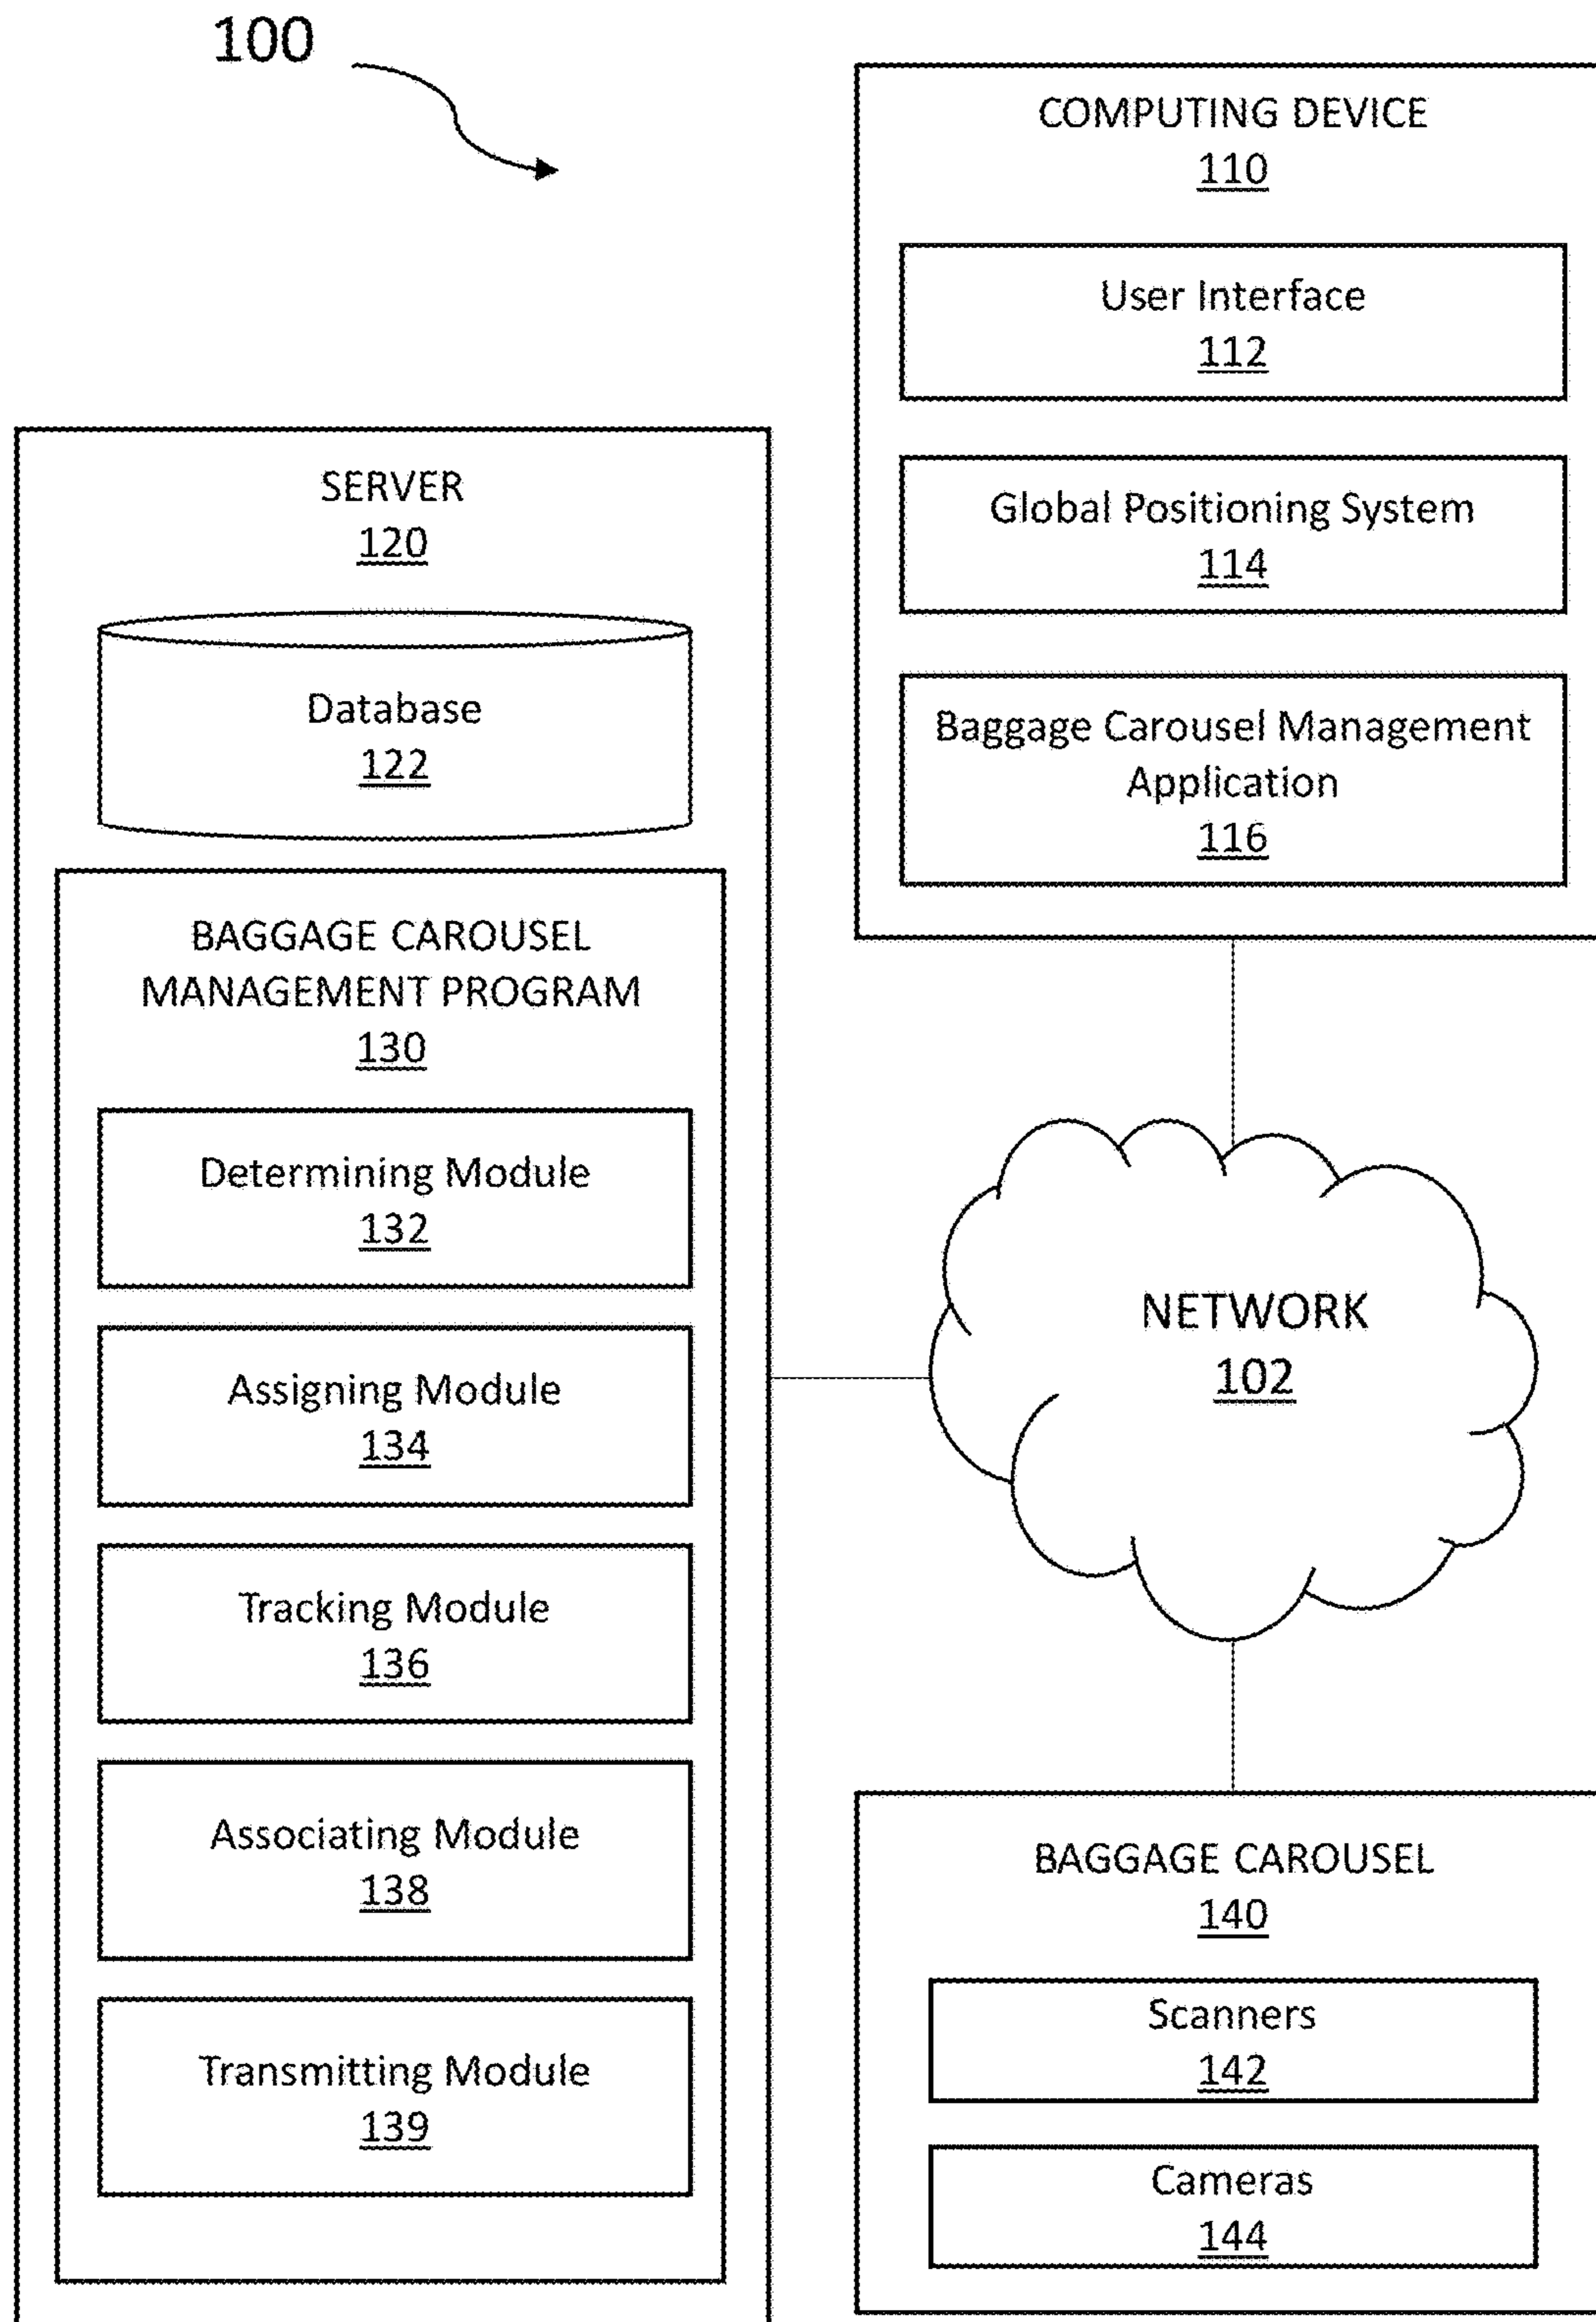 100
COMPUTING DEVICE
110
User Interface
112
Global Positioning System
114
Baggage Carousel Management
Application
116
SERVER
120
Database
122
BAGGAGE CAROUSEL
MANAGEMENT PROGRAM
130
Determining Module
132
Assigning Module
134
Tracking Module
136
Associating Module
138
Transmitting Module
139
NETWORK
102
BAGGAGE CAROUSEL
140
Scanners
142
Cameras
144